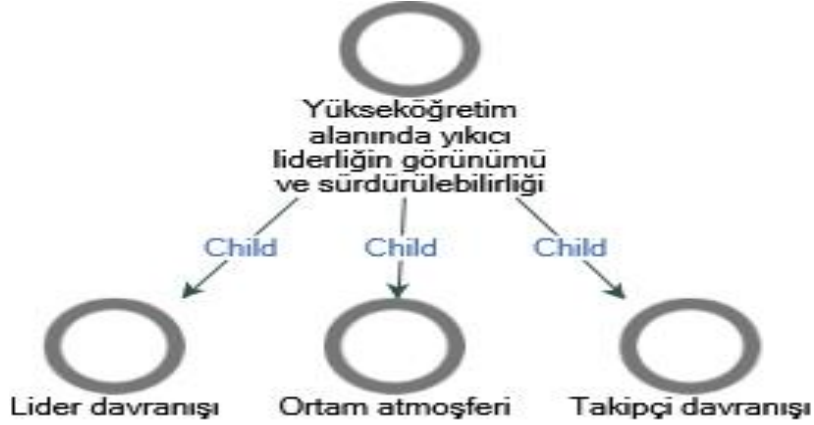 Yükseköğretim
alanında yıkıcı
liderliğin görünümü
ve sürdürülebilirliği
Child Child Child
Lider davranışı Ortam atmoşferi Takipçi davranışı